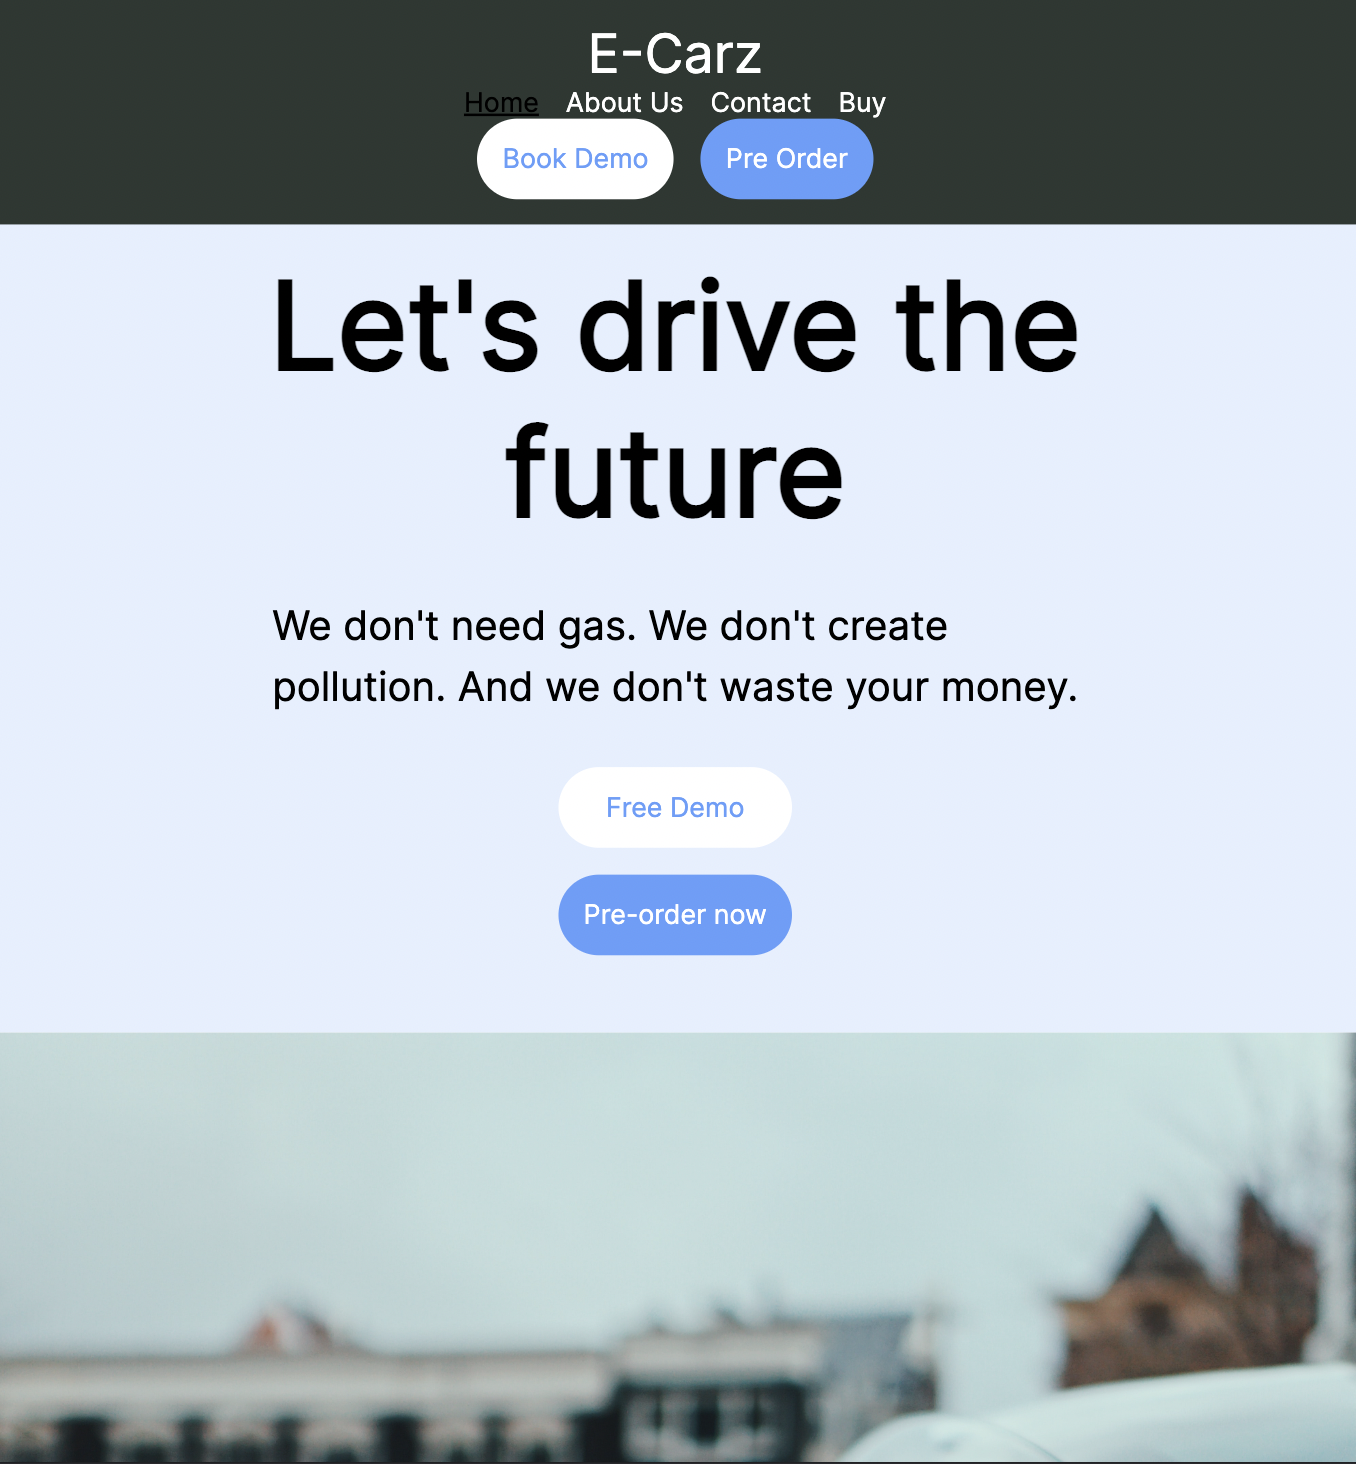 E-Carz
Home About Us Contact Buy
Book Demo Pre Order
Let's drive the
future
We don't need gas. We don't create
pollution. And we don't waste your money.
Free Demo
Pre-order now